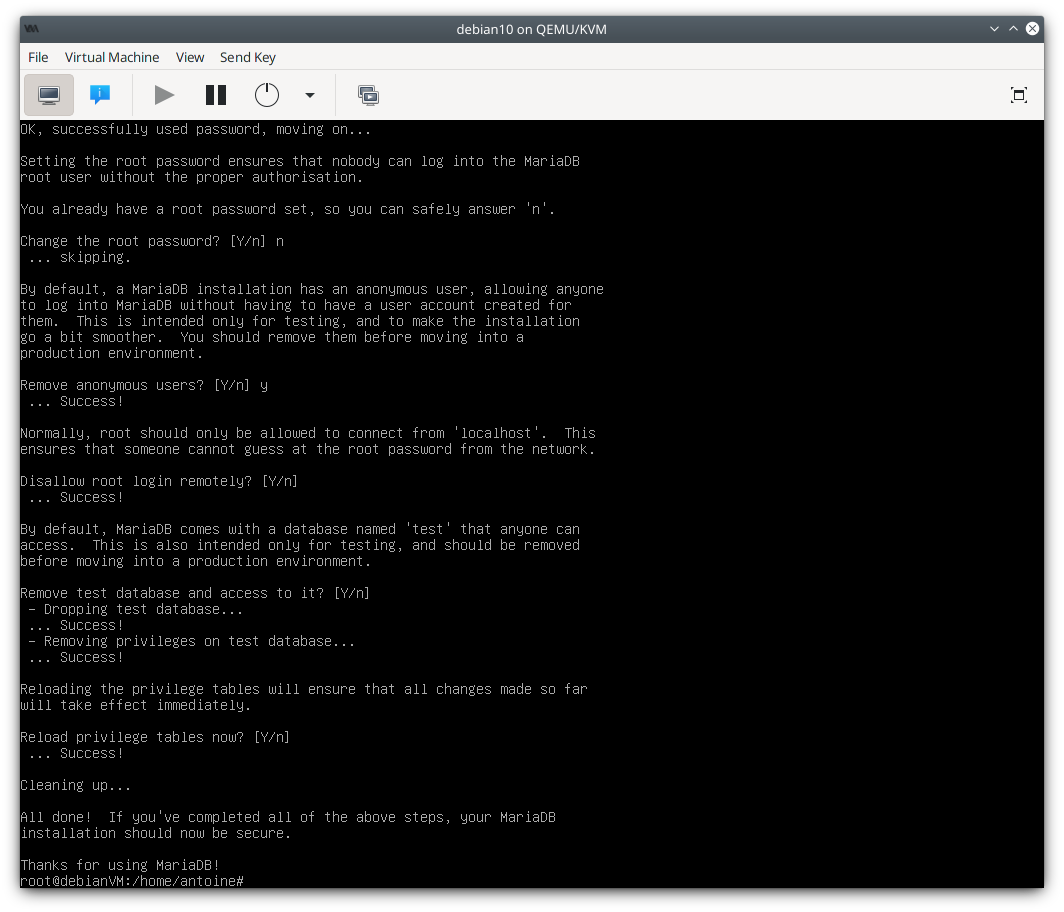 debian10 on QEMU/KVM
File Virtual Machine View Send Key
OK, successfully used password, moving on...
Setting the root password ensures that nobody can log into the MariaDB
root user without the proper authorisation.
You already have a root password set, so you can safely answer 'n'.
Change the root password? [Y/n] n
 ... skipping.
By default, a MariaDB installation has an anonymous user, allowing anyone
to log into MariaDB without having to have a user account created for
them.  This is intended only for testing, and to make the installation
go a bit smoother.  You should remove them before moving into a
production environment.
Remove anonymous users? [Y/n] y
 ... Success!
Normally, root should only be allowed to connect from 'localhost'.  This
ensures that someone cannot guess at the root password from the network.
Disallow root login remotely? [Y/n]
 ... Success!
By default, MariaDB comes with a database named 'test' that anyone can
access.  This is also intended only for testing, and should be removed
before moving into a production environment.
Remove test database and access to it? [Y/n]
 - Dropping test database...
 ... Success!
 - Removing privileges on test database...
 ... Success!
Reloading the privilege tables will ensure that all changes made so far
will take effect immediately.
Reload privilege tables now? [Y/n]
 ... Success!
Cleaning up...
All done!  If you've completed all of the above steps, your MariaDB
installation should now be secure.
Thanks for using MariaDB!
root@debianVM:/home/antoine#